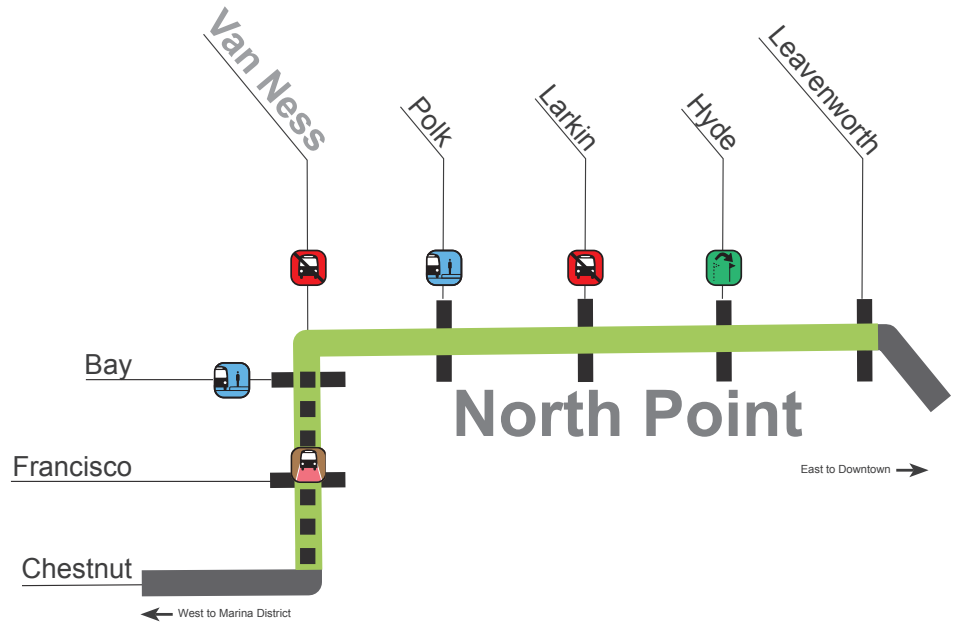 Van Ness
Polk
Larkin
Hyde
Leavenworth
Bay
North Point
Francisco
East to Downtown
Chestnut
West to Marina District